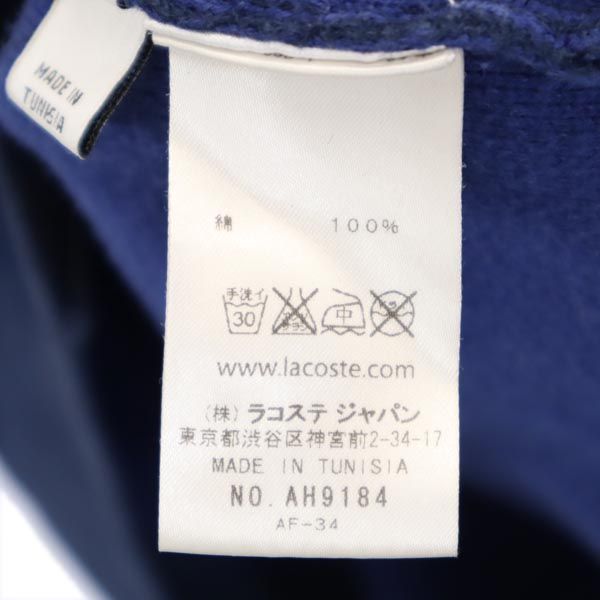 MADE IN
TUNISIA
綿 100%
手洗イ
30 中
www.lacoste.com
(株) ラコステ ジャパン
東京都渋谷区神宮前2-34-17
MADE IN TUNISIA
NO. AH9184
AF-34